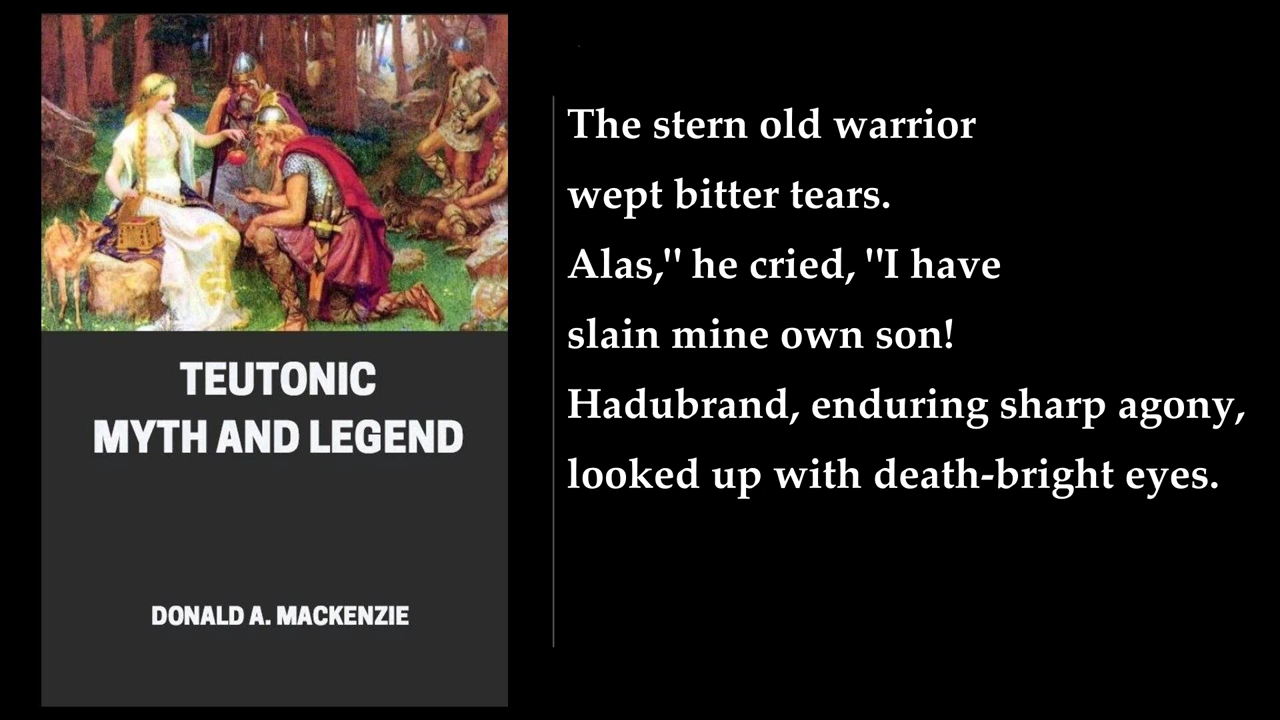 TEUTONIC
MYTH AND LEGEND
DONALD A. MACKENZIE
The stern old warrior
wept bitter tears.
Alas," he cried, "I have
slain mine own son!
Hadubrand, enduring sharp agony,
looked up with death-bright eyes.